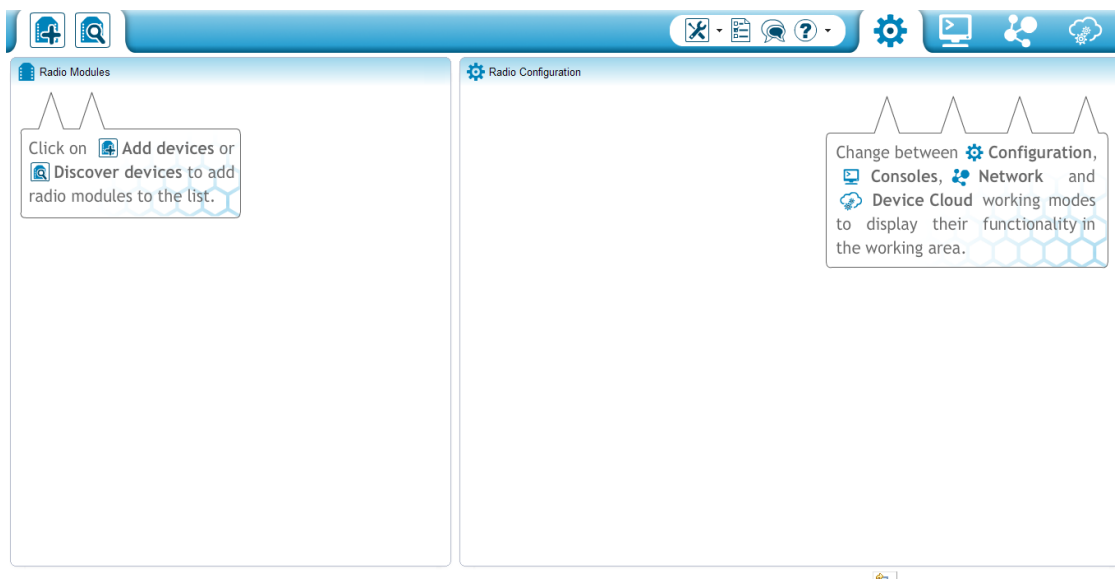 Radio Modules
Click on Add devices or
Discover devices to add
radio modules to the list.
Radio Configuration
Change between Configuration,
Consoles, Network and
Device Cloud working modes
to display their functionality in
the working area.